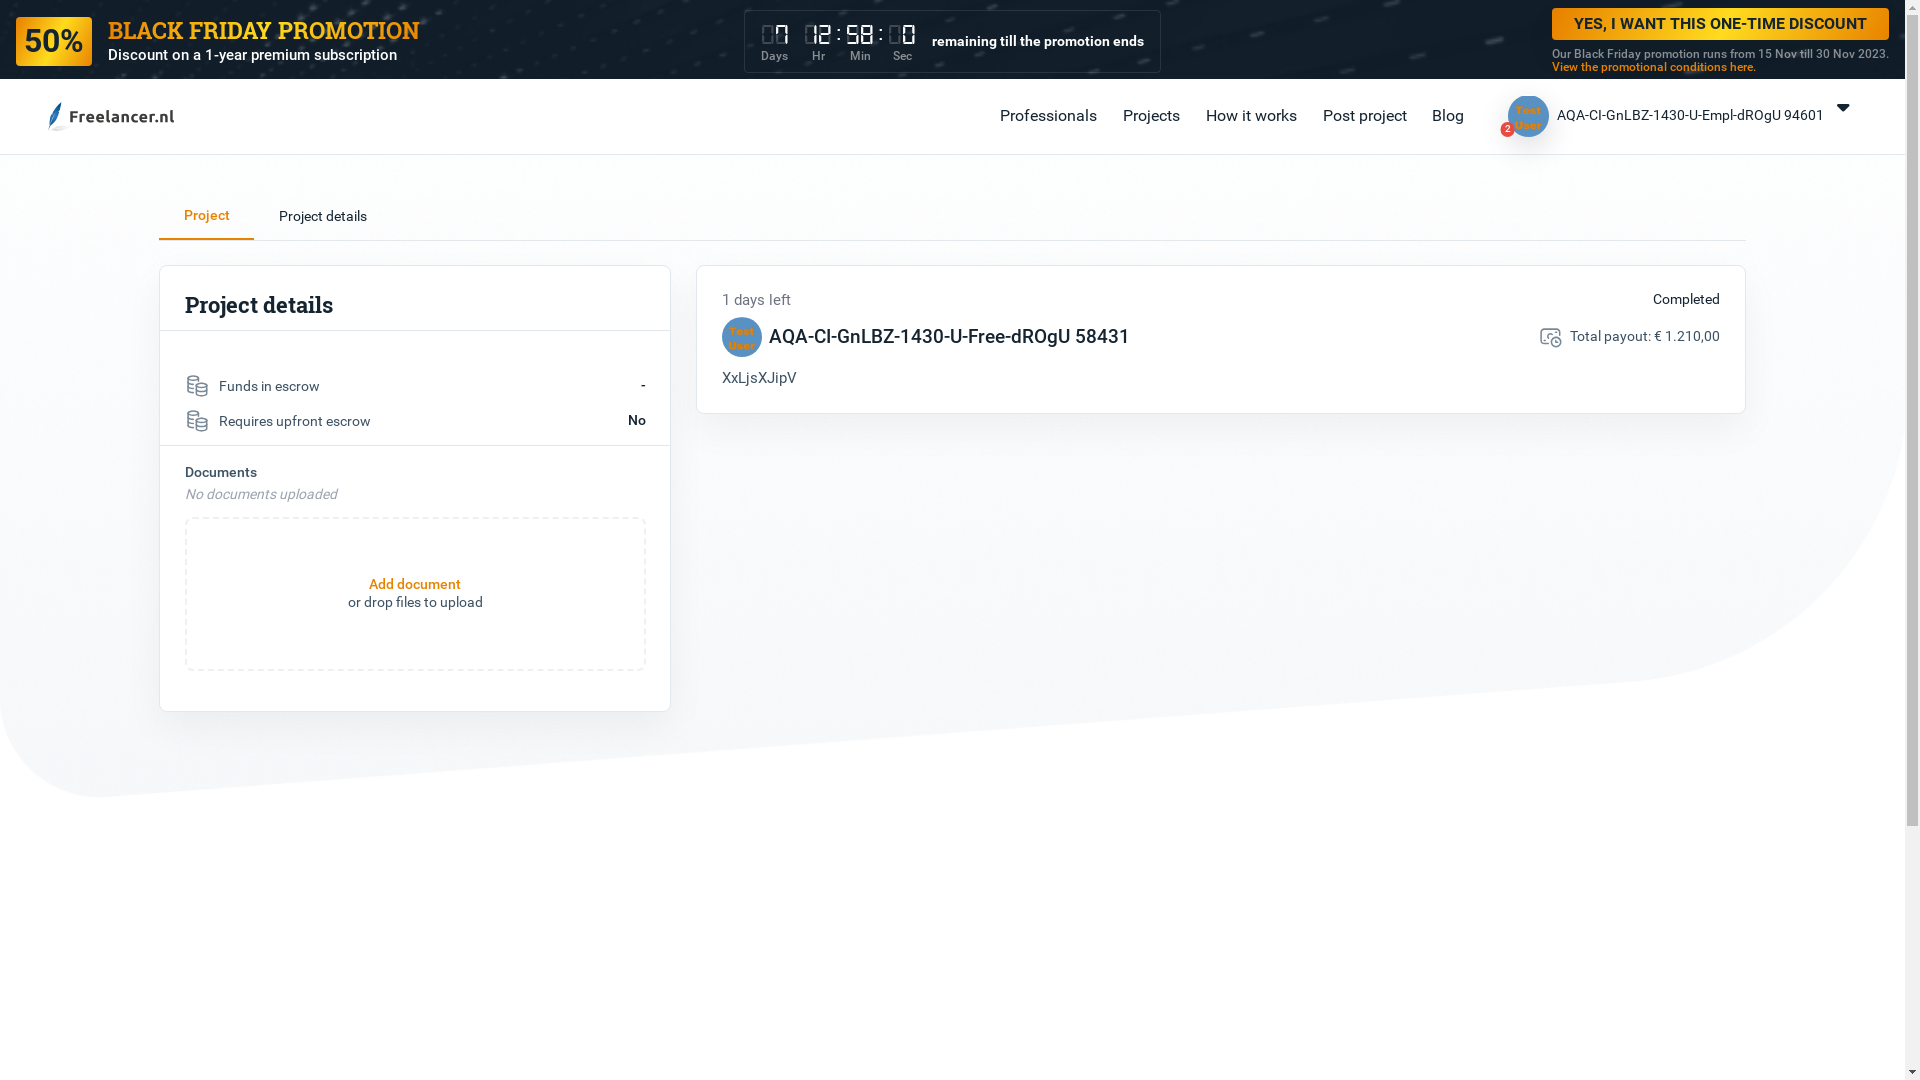 50%
BLACK FRIDAY PROMOTION
Discount on a 1-year premium subscription
7 12 : 58 : 0
Days Hr Min Sec
remaining till the promotion ends
YES, I WANT THIS ONE-TIME DISCOUNT
Our Black Friday promotion runs from 15 Nov till 30 Nov 2023.
View the promotional conditions here.
Freelancer.nl
Professionals
Projects
How it works
Post project
Blog
Test
User
2
AQA-CI-GnLBZ-1430-U-Empl-dROgU 94601
Project
Project details
Project details
Funds in escrow -
Requires upfront escrow No
Documents
No documents uploaded
Add document
or drop files to upload
1 days left
Completed
Test
User
AQA-CI-GnLBZ-1430-U-Free-dROgU 58431
Total payout: € 1.210,00
XxLjsXJipV